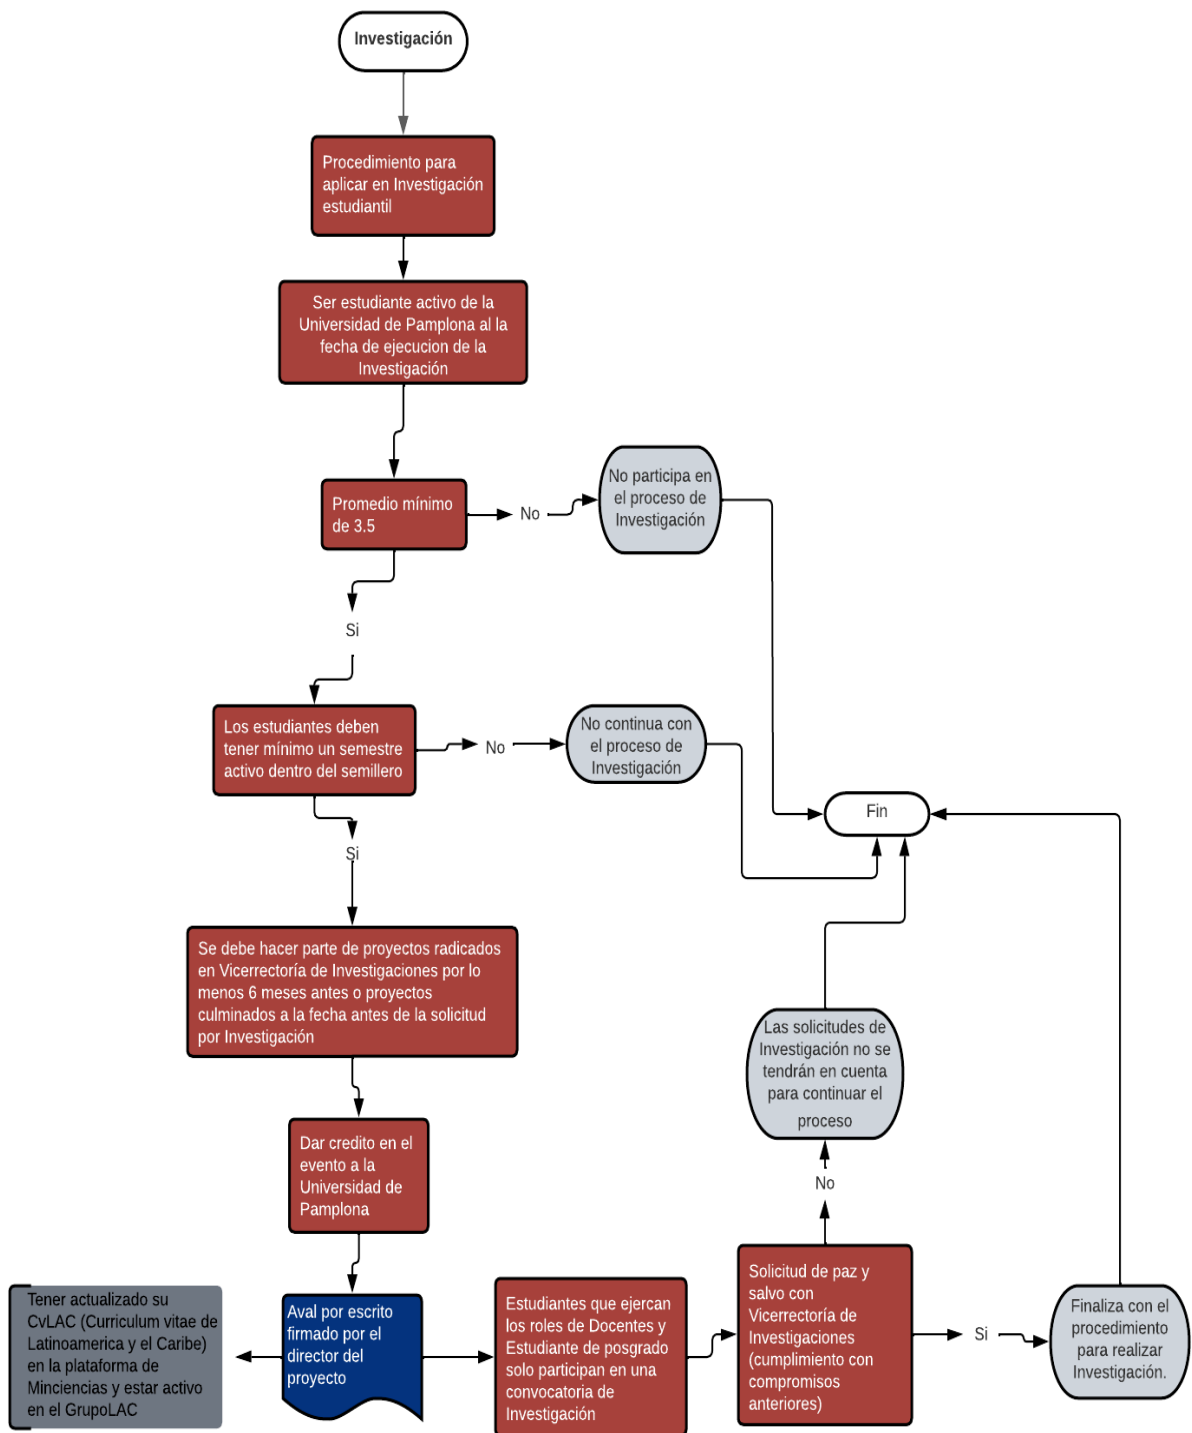 Investigación
Procedimiento para
aplicar en Investigación
estudiantil
Ser estudiante activo de la
Universidad de Pamplona al la
fecha de ejecucion de la
Investigación
Promedio mínimo
de 3.5
No
No participa en
el proceso de
Investigación
Si
Los estudiantes deben
tener mínimo un semestre
activo dentro del semillero
No
No continua con
el proceso de
Investigación
Fin
Si
Se debe hacer parte de proyectos radicados
en Vicerrectoría de Investigaciones por lo
menos 6 meses antes o proyectos
culminados a la fecha antes de la solicitud
por Investigación
Las solicitudes de
Investigación no se
tendrán en cuenta
para continuar el
proceso
Dar credito en el
evento a la
Universidad de
Pamplona
No
Tener actualizado su
CvLAC (Curriculum vitae de
Latinoamerica y el Caribe)
en la plataforma de
Minciencias y estar activo
en el GrupoLAC
Aval por escrito
firmado por el
director del
proyecto
Estudiantes que ejercan
los roles de Docentes y
Estudiante de posgrado
solo participan en una
convocatoria de
Investigación
Solicitud de paz y
salvo con
Vicerrectoría de
Investigaciones
(cumplimiento con
compromisos
anteriores)
Si
Finaliza con el
procedimiento
para realizar
Investigación.